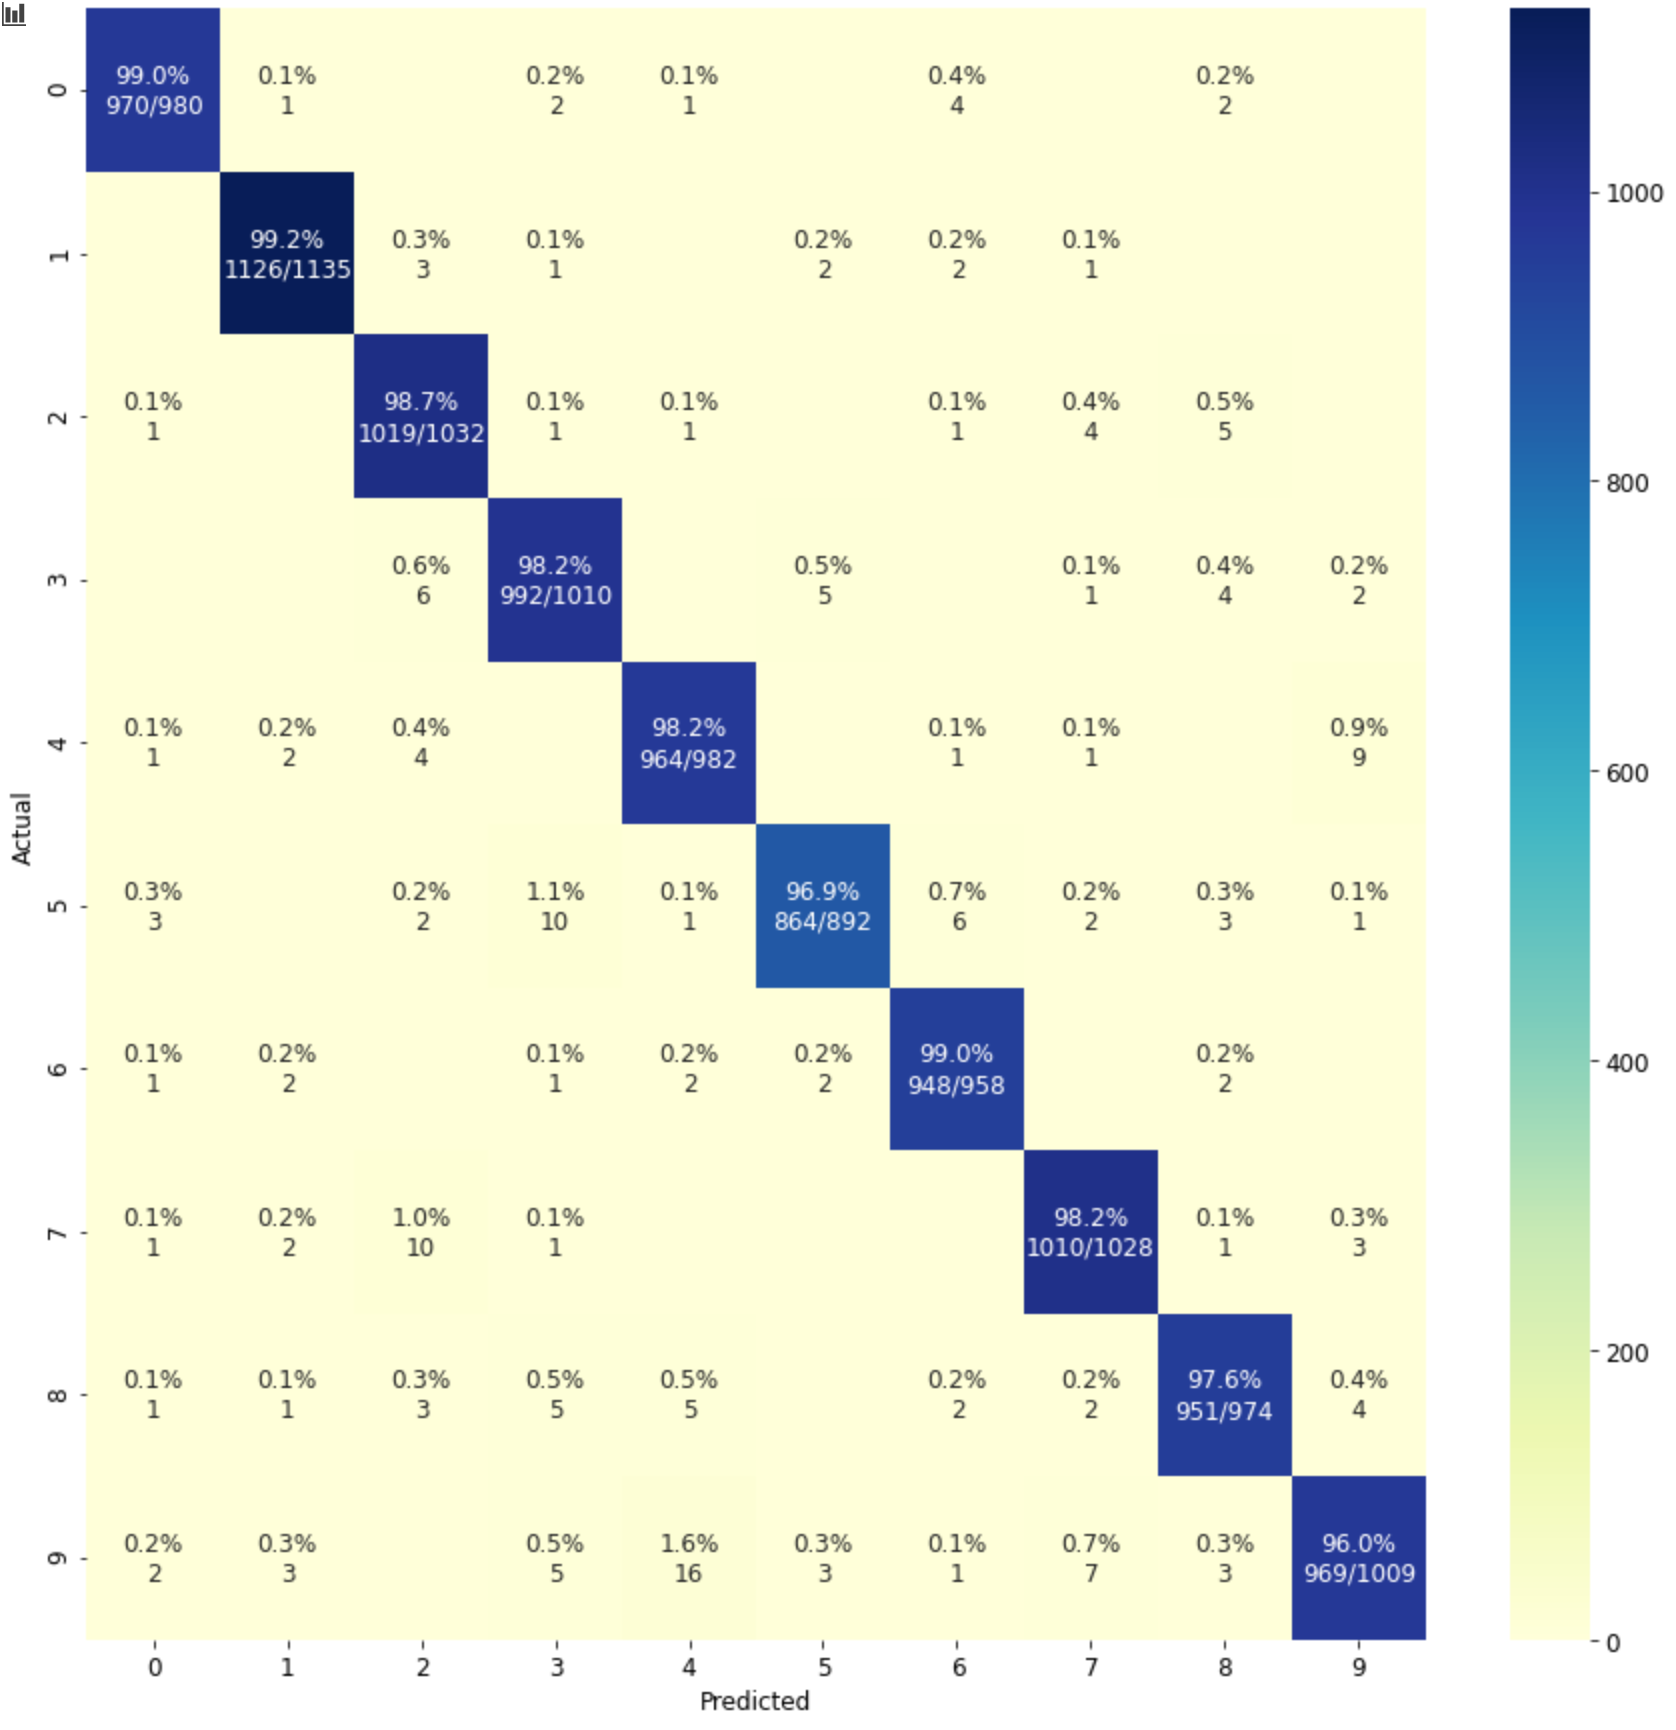 99.0% 0.1% 0.2% 0.1% 0.4% 0.2%
0 970/980 1 2 1 4 2
1000
99.2% 0.3% 0.1% 0.2% 0.2% 0.1%
1 1126/1135 3 1 2 2 1
0.1% 98.7% 0.1% 0.1% 0.1% 0.4% 0.5%
2 1 1019/1032 1 1 1 4 5
800
0.6% 98.2% 0.5% 0.1% 0.4% 0.2%
3 6 992/1010 5 1 4 2
0.1% 0.2% 0.4% 98.2% 0.1% 0.1% 0.9%
4 1 2 4 964/982 1 1 9
600
Actual
0.3% 0.2% 1.1% 0.1% 96.9% 0.7% 0.2% 0.3% 0.1%
5 3 2 10 1 864/892 6 2 3 1
0.1% 0.2% 0.1% 0.2% 0.2% 99.0% 0.2%
6 1 2 1 2 2 948/958 2
400
0.1% 0.2% 1.0% 0.1% 98.2% 0.1% 0.3%
7 1 2 10 1 1010/1028 1 3
200
0.1% 0.1% 0.3% 0.5% 0.5% 0.2% 0.2% 97.6% 0.4%
8 1 1 3 5 5 2 2 951/974 4
0.2% 0.3% 0.5% 1.6% 0.3% 0.1% 0.7% 0.3% 96.0%
9 2 3 5 16 3 1 7 3 969/1009
0
0 1 2 3 4 5 6 7 8 9
Predicted